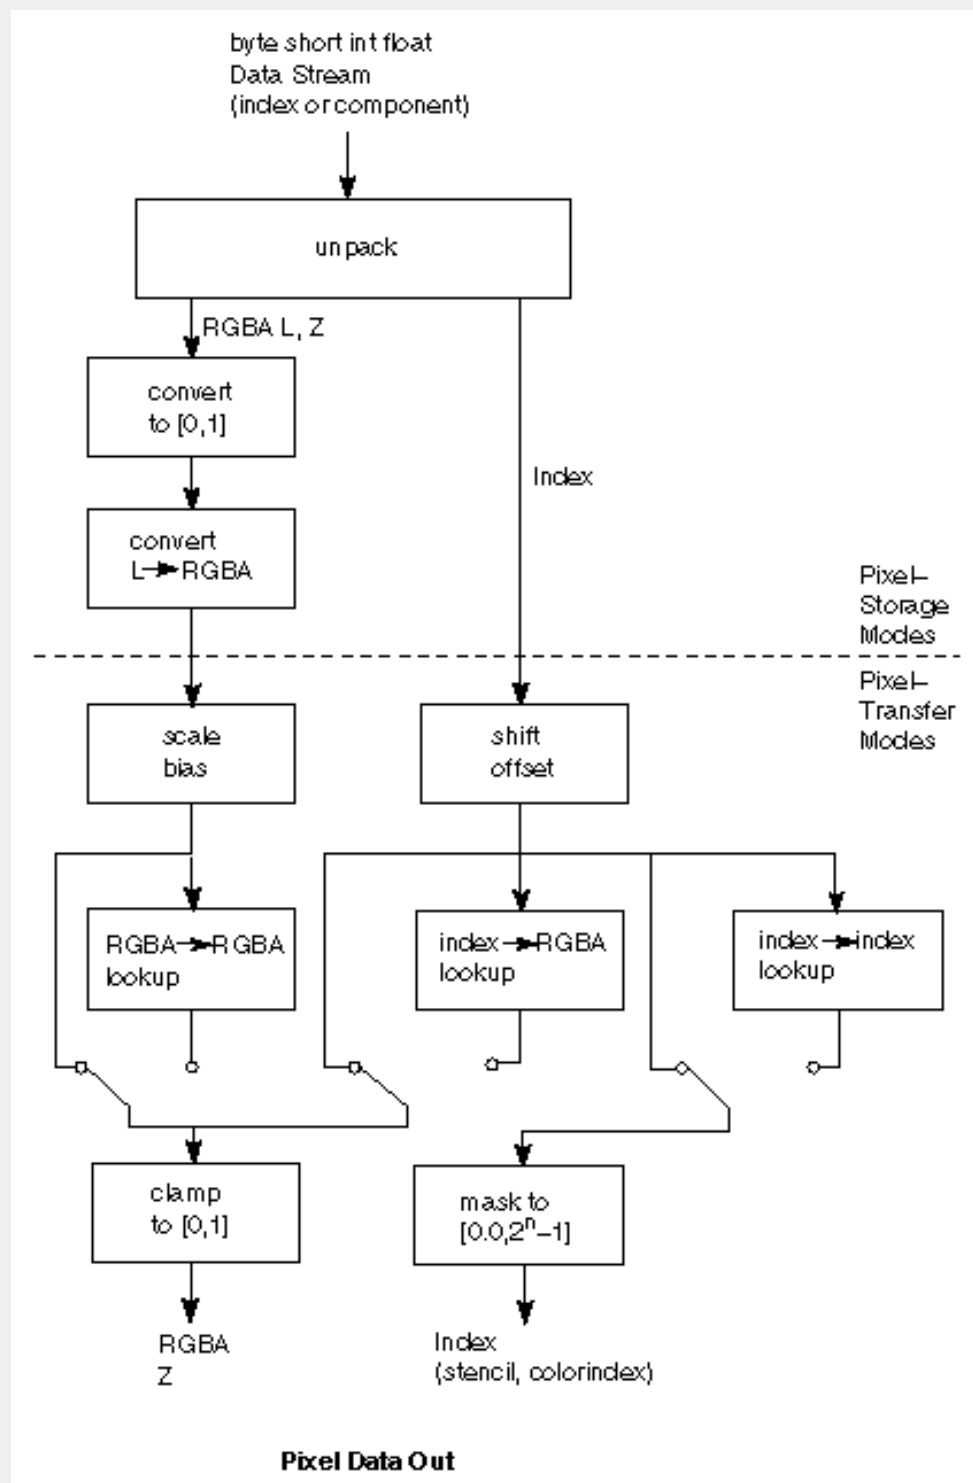 byte short int float
Data Stream
(index or component)
unpack
RGBA L, Z
convert
to [0,1]
Index
convert
L→RGBA
Pixel–
Storage
Modes
Pixel–
Transfer
Modes
scale
bias
shift
offset
RGBA→RGBA
lookup
index→RGBA
lookup
index→index
lookup
clamp
to [0,1]
mask to
[0.0,2ⁿ–1]
RGBA
Z
Index
(stencil, colorindex)
Pixel Data Out